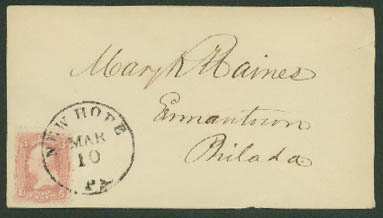 Mary K Haines
Germantown
Philada
NEW HOPE
MAR
10
PA